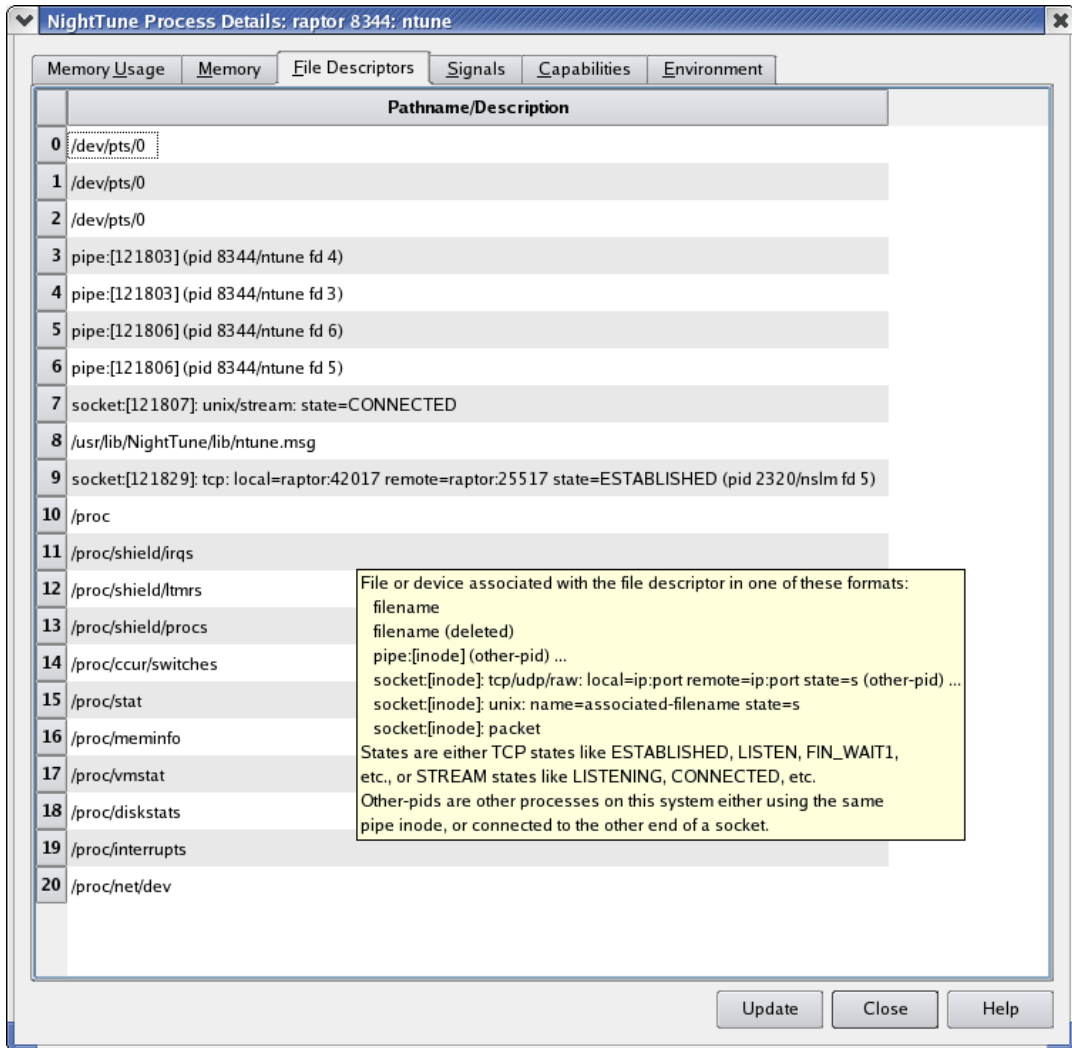 NightTune Process Details: raptor 8344: ntune
Memory Usage Memory File Descriptors Signals Capabilities Environment
Pathname/Description
0 /dev/pts/0
1 /dev/pts/0
2 /dev/pts/0
3 pipe:[121803] (pid 8344/ntune fd 4)
4 pipe:[121803] (pid 8344/ntune fd 3)
5 pipe:[121806] (pid 8344/ntune fd 6)
6 pipe:[121806] (pid 8344/ntune fd 5)
7 socket:[121807]: unix/stream: state=CONNECTED
8 /usr/lib/NightTune/lib/ntune.msg
9 socket:[121829]: tcp: local=raptor:42017 remote=raptor:25517 state=ESTABLISHED (pid 2320/nslm fd 5)
10 /proc
11 /proc/shield/irqs
12 /proc/shield/ltmrs
13 /proc/shield/procs
14 /proc/ccur/switches
15 /proc/stat
16 /proc/meminfo
17 /proc/vmstat
18 /proc/diskstats
19 /proc/interrupts
20 /proc/net/dev
File or device associated with the file descriptor in one of these formats:
filename
filename (deleted)
pipe:[inode] (other-pid) ...
socket:[inode]: tcp/udp/raw: local=ip:port remote=ip:port state=s (other-pid) ...
socket:[inode]: unix: name=associated-filename state=s
socket:[inode]: packet
States are either TCP states like ESTABLISHED, LISTEN, FIN_WAIT1,
etc., or STREAM states like LISTENING, CONNECTED, etc.
Other-pids are other processes on this system either using the same
pipe inode, or connected to the other end of a socket.
Update Close Help